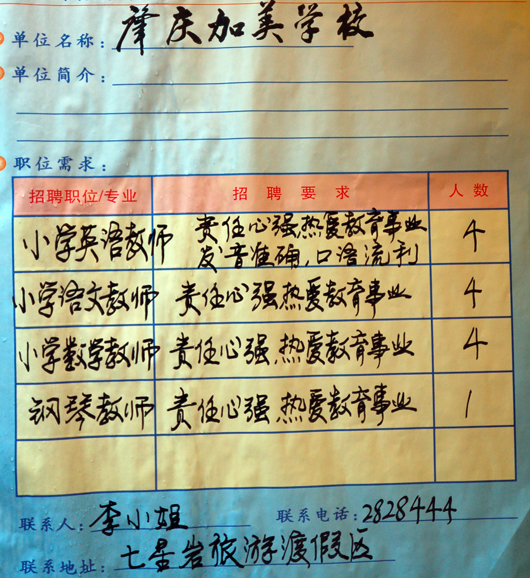 单位名称：肇庆加美学校
单位简介：
职位需求：
招聘职位/专业 招聘要求 人数
小学英语教师 责任心强热爱教育事业 4
发音准确，口语流利
小学语文教师 责任心强热爱教育事业 4
小学数学教师 责任心强，热爱教育事业 4
钢琴教师 责任心强，热爱教育事业 1
联系人：李小姐 联系电话：2828444
联系地址：七星岩旅游渡假区